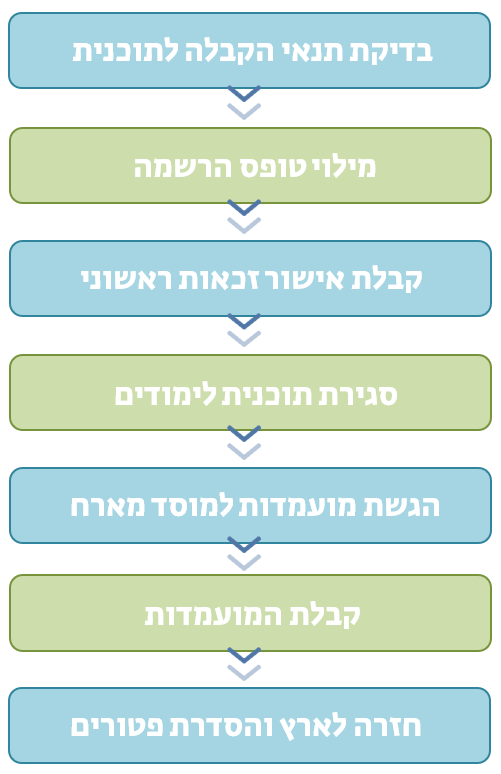 בדיקת תנאי הקבלה לתוכנית
מילוי טופס הרשמה
קבלת אישור זכאות ראשוני
סגירת תוכנית לימודים
הגשת מועמדות למוסד מארח
קבלת המועמדות
חזרה לארץ והסדרת פטורים